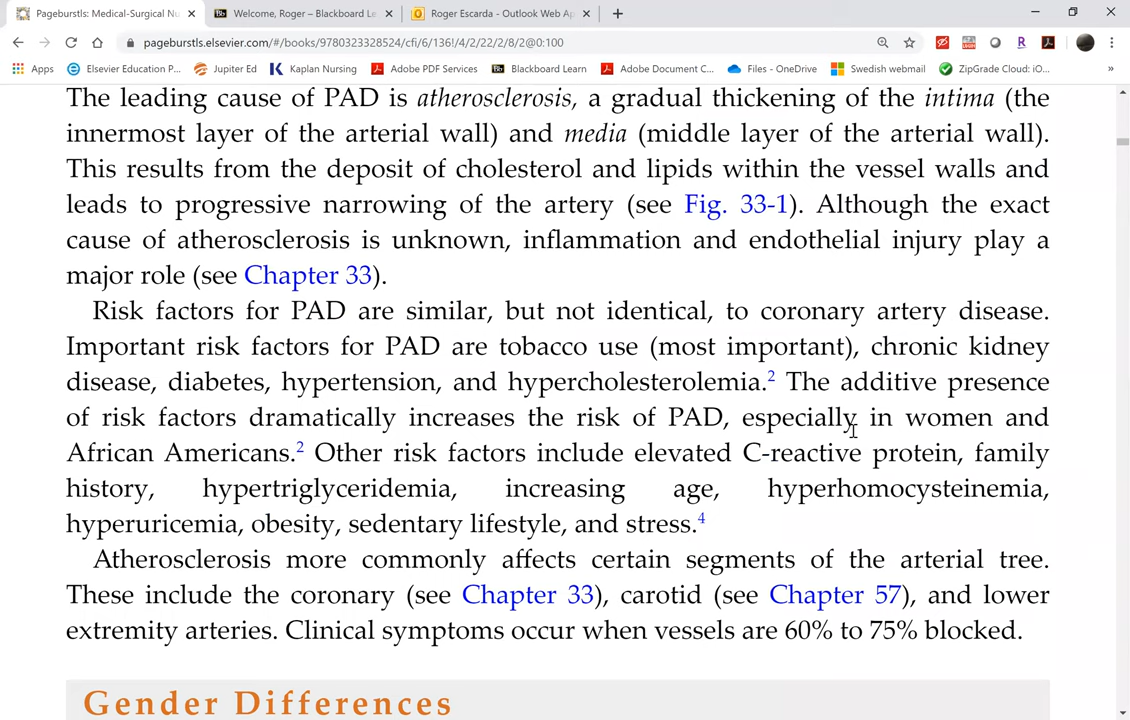 Pageburstls: Medical-Surgical Nu
Welcome, Roger – Blackboard Le
Roger Escarda - Outlook Web Ap
pageburstls.elsevier.com/#/books/9780323328524/cfi/6/136!/4/2/22/2/8/2@0:100
Apps Elsevier Education P... Jupiter Ed Kaplan Nursing Adobe PDF Services Blackboard Learn Adobe Document C... Files - OneDrive Swedish webmail ZipGrade Cloud: iO... »
The leading cause of PAD is atherosclerosis, a gradual thickening of the intima (the
innermost layer of the arterial wall) and media (middle layer of the arterial wall).
This results from the deposit of cholesterol and lipids within the vessel walls and
leads to progressive narrowing of the artery (see Fig. 33-1). Although the exact
cause of atherosclerosis is unknown, inflammation and endothelial injury play a
major role (see Chapter 33).
Risk factors for PAD are similar, but not identical, to coronary artery disease.
Important risk factors for PAD are tobacco use (most important), chronic kidney
disease, diabetes, hypertension, and hypercholesterolemia.2 The additive presence
of risk factors dramatically increases the risk of PAD, especially in women and
African Americans.2 Other risk factors include elevated C-reactive protein, family
history, hypertriglyceridemia, increasing age, hyperhomocysteinemia,
hyperuricemia, obesity, sedentary lifestyle, and stress.4
Atherosclerosis more commonly affects certain segments of the arterial tree.
These include the coronary (see Chapter 33), carotid (see Chapter 57), and lower
extremity arteries. Clinical symptoms occur when vessels are 60% to 75% blocked.
Gender Differences